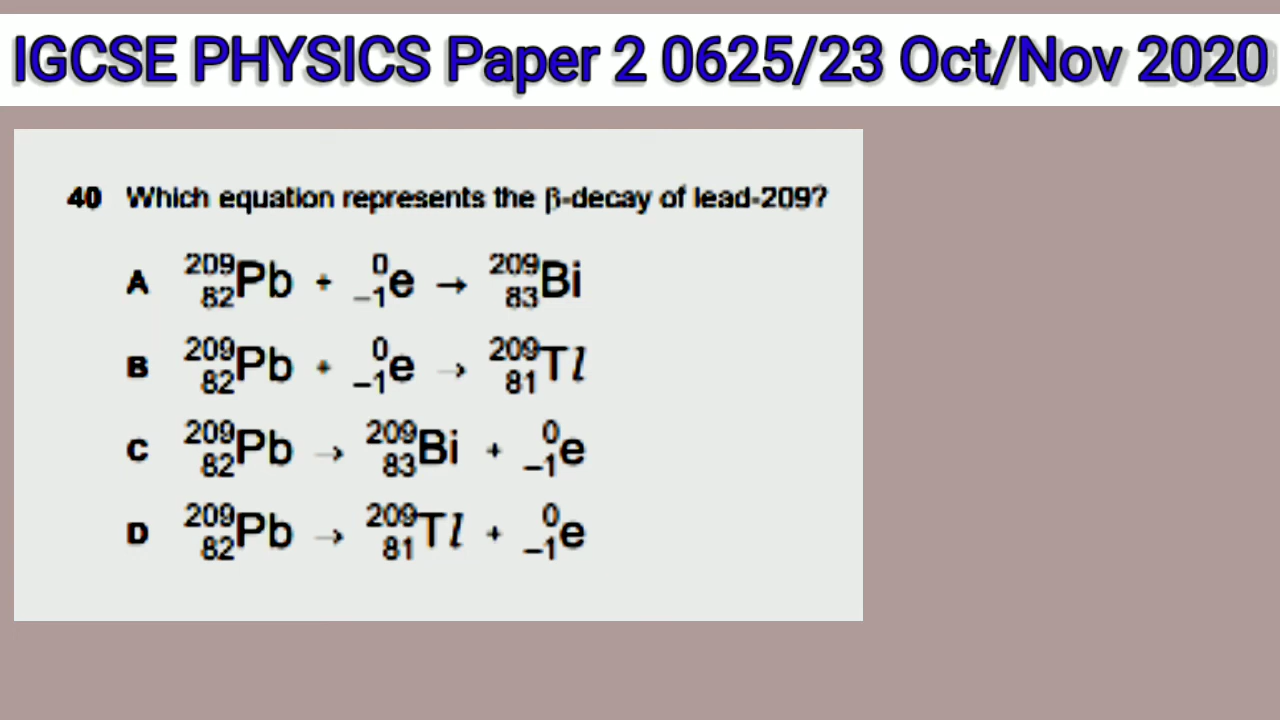 IGCSE PHYSICS Paper 2 0625/23 Oct/Nov 2020
40 Which equation represents the β-decay of lead-209?
A ²⁰⁹₈₂Pb + ⁰₋₁e → ²⁰⁹₈₃Bi
B ²⁰⁹₈₂Pb + ⁰₋₁e → ²⁰⁹₈₁Tl
C ²⁰⁹₈₂Pb → ²⁰⁹₈₃Bi + ⁰₋₁e
D ²⁰⁹₈₂Pb → ²⁰⁹₈₁Tl + ⁰₋₁e